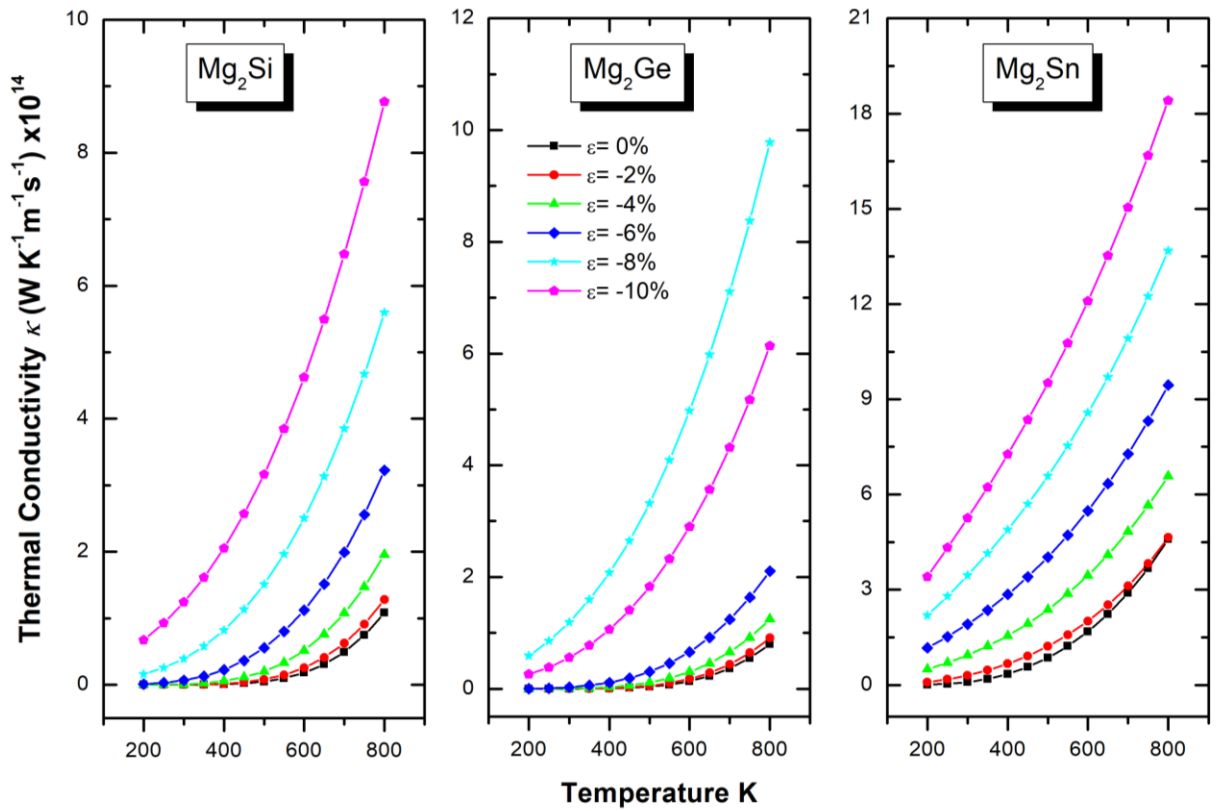 Thermal Conductivity κ (W K⁻¹m⁻¹s⁻¹) x10¹⁴
10
8
6
4
2
0
Mg₂Si
200 400 600 800
12
10
8
6
4
2
0
Mg₂Ge
ε= 0%
ε= -2%
ε= -4%
ε= -6%
ε= -8%
ε= -10%
200 400 600 800
21
18
15
12
9
6
3
0
Mg₂Sn
200 400 600 800
Temperature K